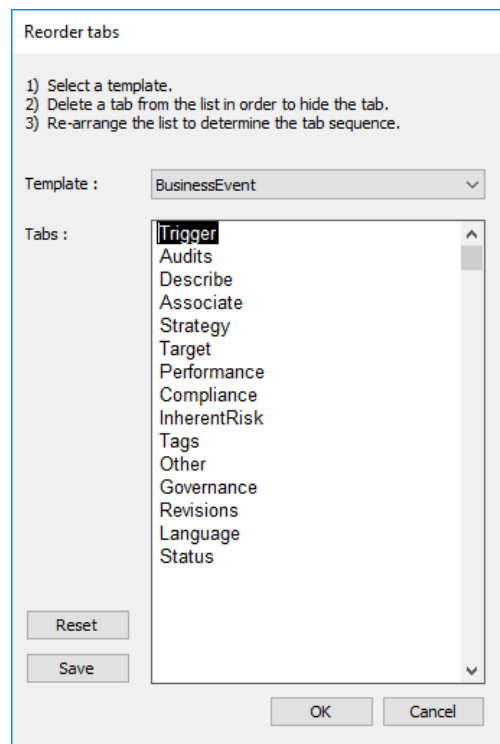 Reorder tabs
1) Select a template.
2) Delete a tab from the list in order to hide the tab.
3) Re-arrange the list to determine the tab sequence.
Template :
BusinessEvent
Tabs :
Trigger
Audits
Describe
Associate
Strategy
Target
Performance
Compliance
InherentRisk
Tags
Other
Governance
Revisions
Language
Status
Reset
Save
OK
Cancel